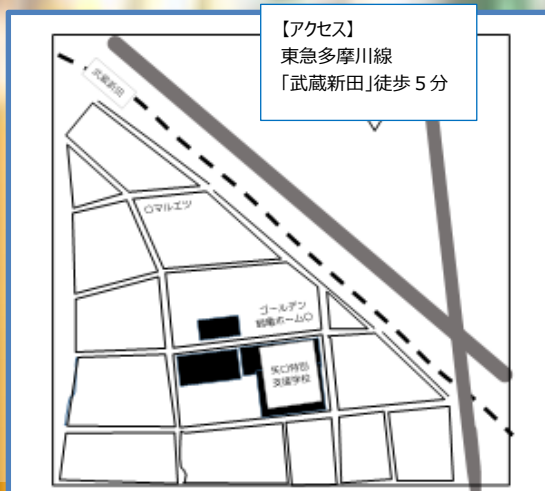 【アクセス】
東急多摩川線
「武蔵新田」徒歩５分
武蔵新田
○マルエツ
ゴールデン
鶴亀ホーム○
矢口特別
支援学校